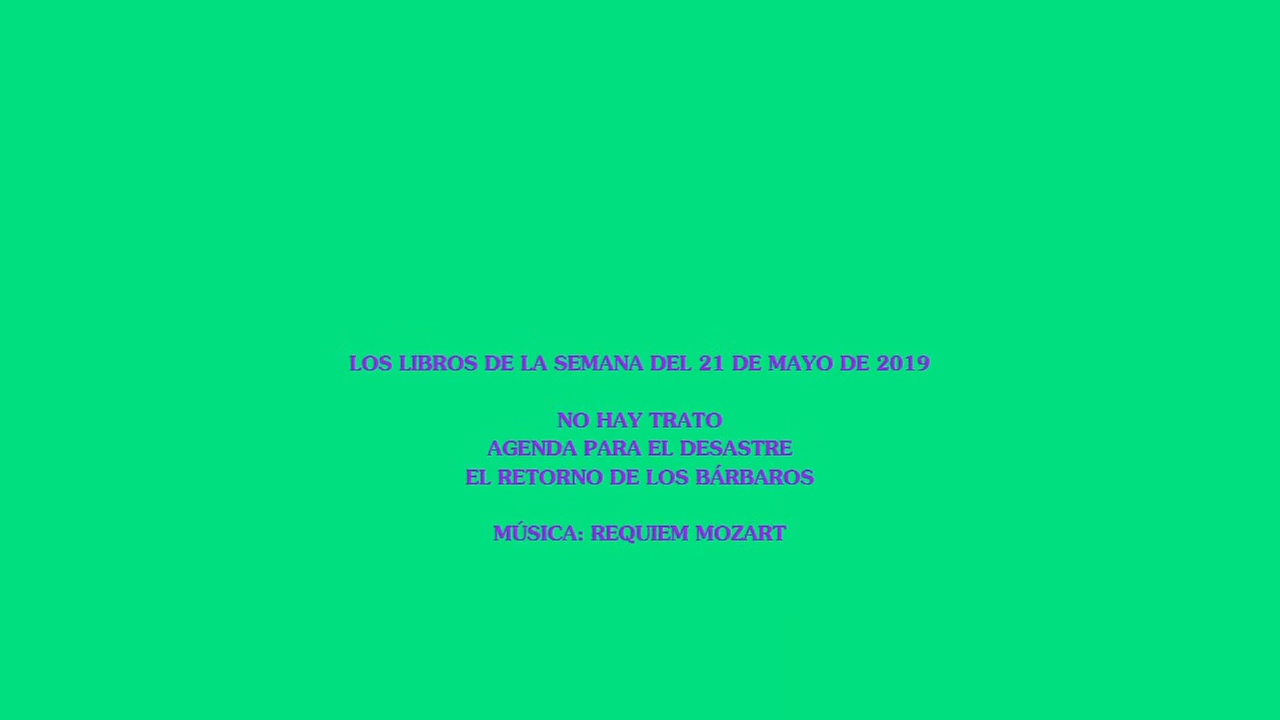 LOS LIBROS DE LA SEMANA DEL 21 DE MAYO DE 2019
NO HAY TRATO
AGENDA PARA EL DESASTRE
EL RETORNO DE LOS BÁRBAROS
MÚSICA: REQUIEM MOZART